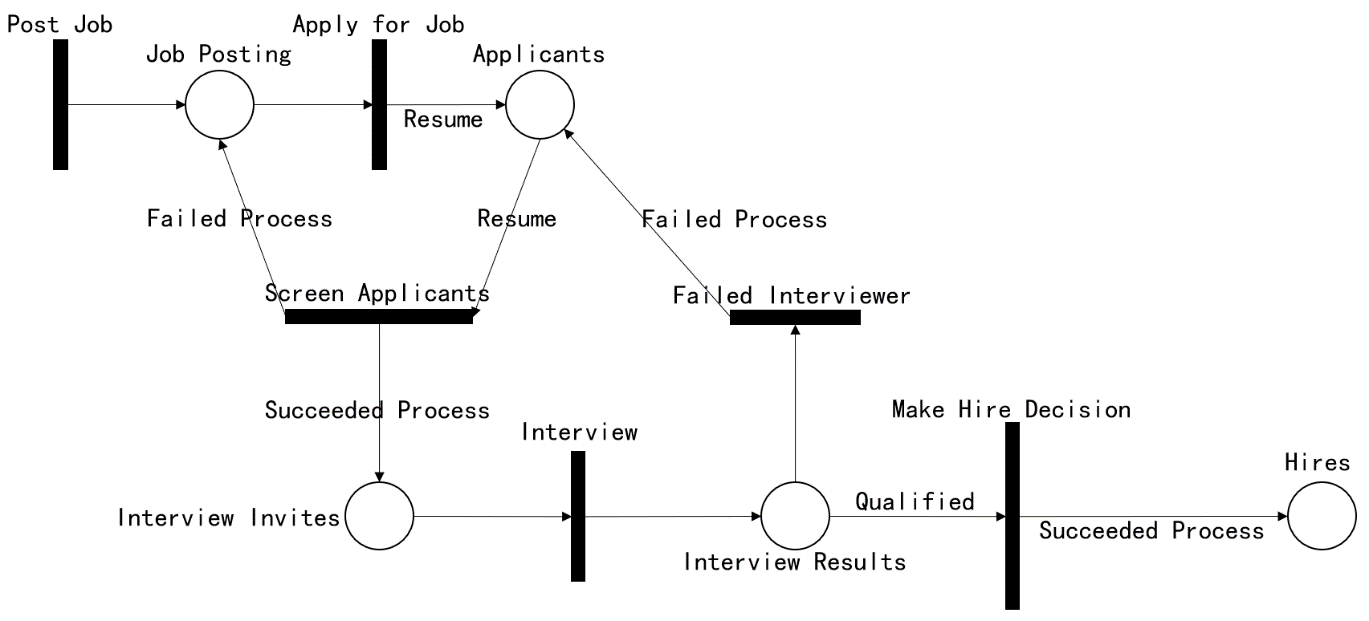 Post Job
Apply for Job
Job Posting
Applicants
Resume
Failed Process
Resume
Failed Process
Screen Applicants
Failed Interviewer
Succeeded Process
Make Hire Decision
Interview
Hires
Qualified
Interview Invites
Succeeded Process
Interview Results